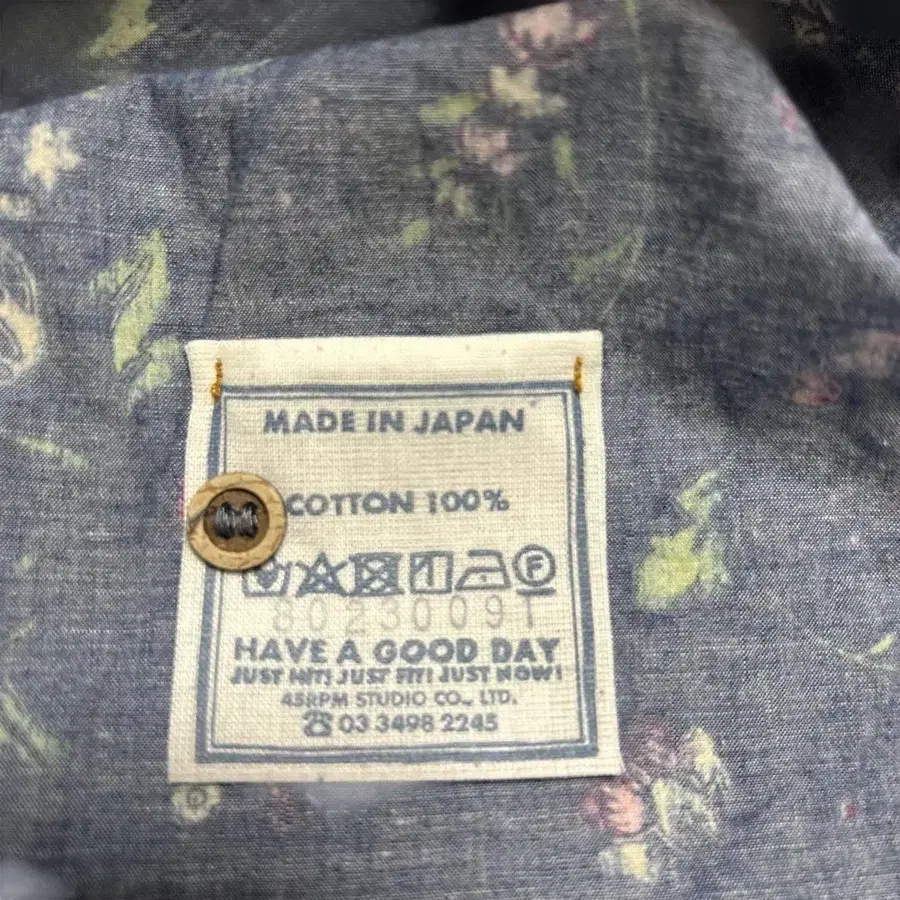 MADE IN JAPAN
COTTON 100%
F
80230091
HAVE A GOOD DAY
JUST HIT! JUST FIT! JUST NOW!
45RPM STUDIO CO., LTD.
☎ 03 3498 2245